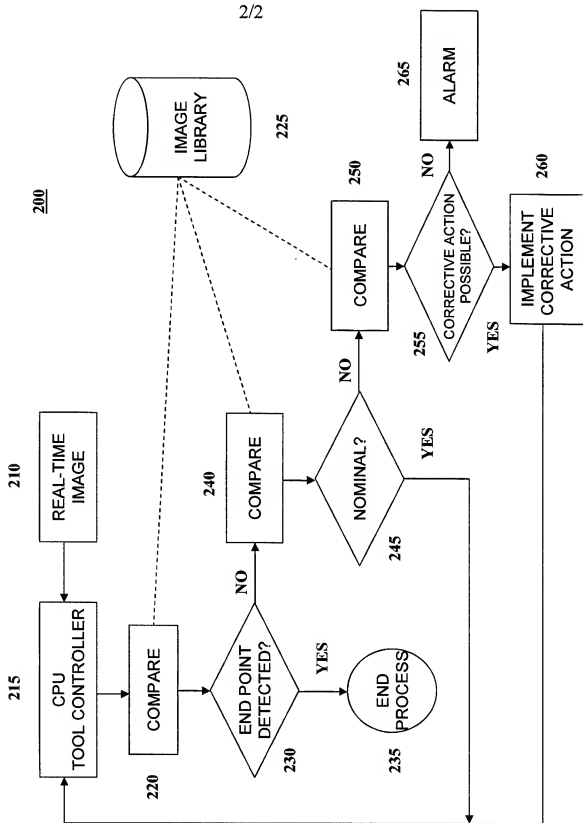 2/2
200
210
REAL-TIME
IMAGE
215
CPU
TOOL CONTROLLER
IMAGE
LIBRARY
225
220
COMPARE
230
END POINT
DETECTED?
NO
YES
235
END
PROCESS
240
COMPARE
245
NOMINAL?
NO
YES
250
COMPARE
255
CORRECTIVE ACTION
POSSIBLE?
NO
YES
265
ALARM
260
IMPLEMENT
CORRECTIVE
ACTION